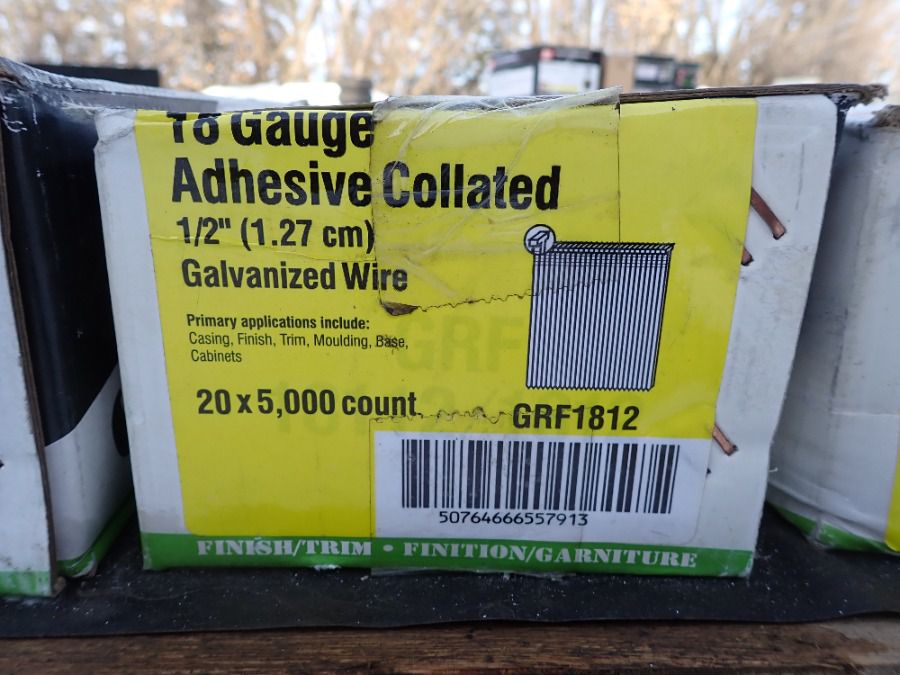 18 Gauge
Adhesive Collated
1/2" (1.27 cm)
Galvanized Wire
Primary applications include:
Casing, Finish, Trim, Moulding, Base,
Cabinets
20 x 5,000 count
GRF1812
50764666557913
FINISH/TRIM • FINITION/GARNITURE